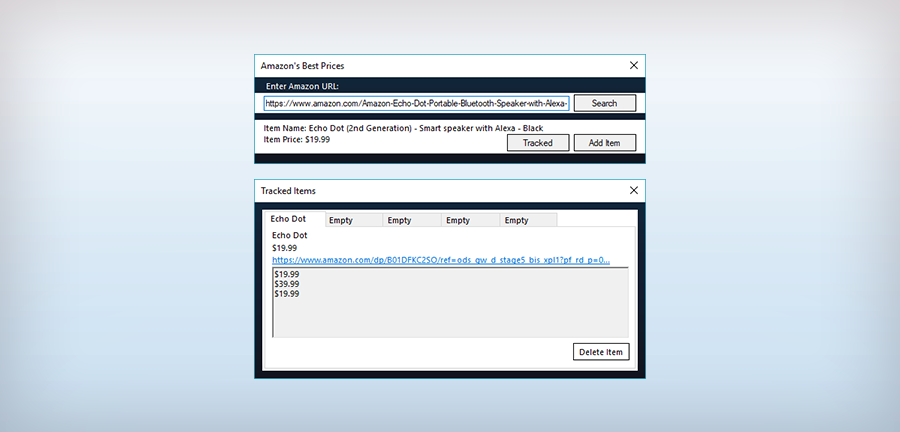 Amazon's Best Prices
Enter Amazon URL:
https://www.amazon.com/Amazon-Echo-Dot-Portable-Bluetooth-Speaker-with-Alexa- Search
Item Name: Echo Dot (2nd Generation) - Smart speaker with Alexa - Black
Item Price: $19.99
Tracked Add Item
Tracked Items
Echo Dot Empty Empty Empty Empty
Echo Dot
$19.99
https://www.amazon.com/dp/B01DFKC2SO/ref=ods_gw_d_stage5_bis_xpl1?pf_rd_p=0...
$19.99
$39.99
$19.99
Delete Item